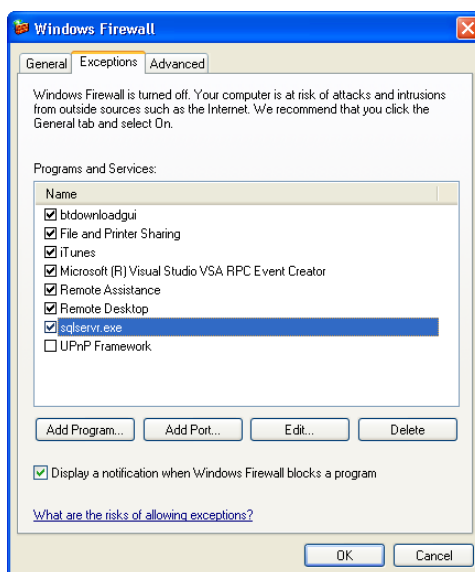 Windows Firewall
General Exceptions Advanced
Windows Firewall is turned off. Your computer is at risk of attacks and intrusions
from outside sources such as the Internet. We recommend that you click the
General tab and select On.
Programs and Services:
Name
btdownloadgui
File and Printer Sharing
iTunes
Microsoft (R) Visual Studio VSA RPC Event Creator
Remote Assistance
Remote Desktop
sqlservr.exe
UPnP Framework
Add Program... Add Port... Edit... Delete
Display a notification when Windows Firewall blocks a program
What are the risks of allowing exceptions?
OK Cancel